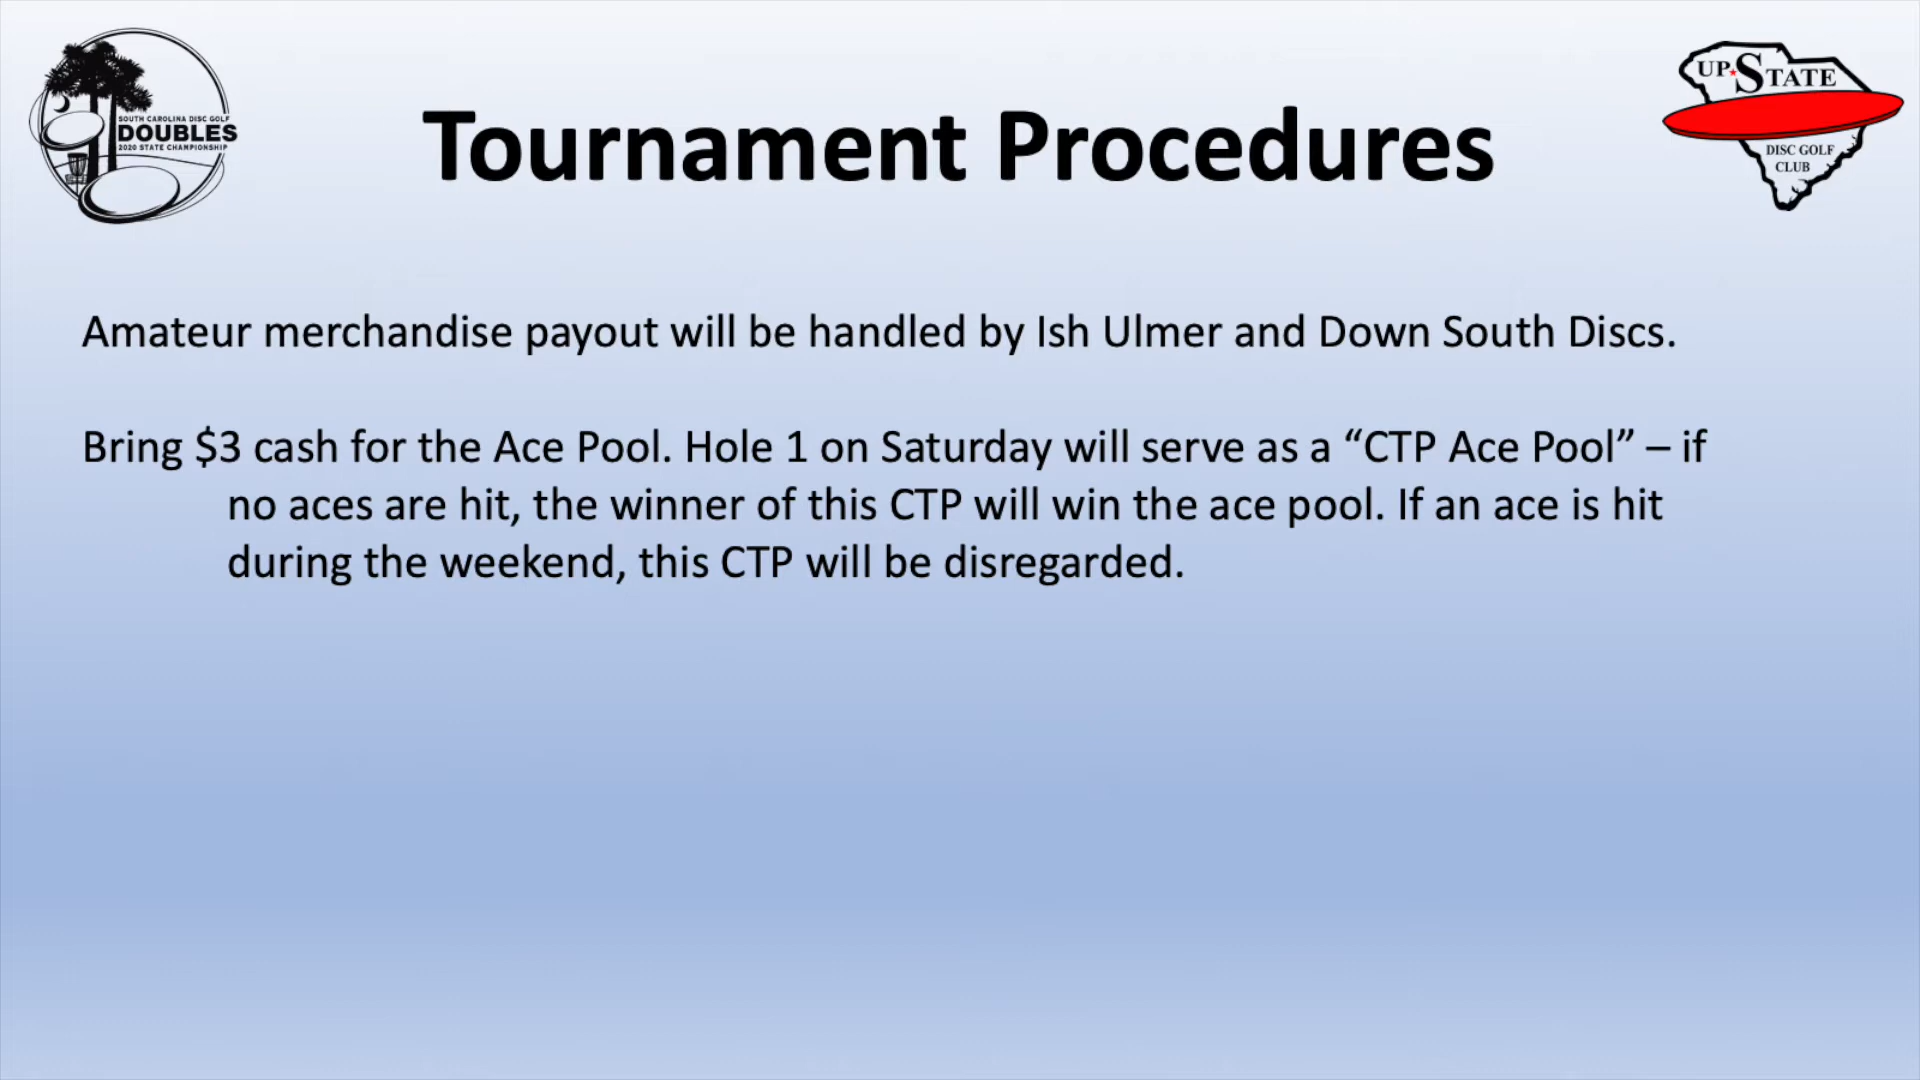 SOUTH CAROLINA DISC GOLF
DOUBLES
2020 STATE CHAMPIONSHIP
UP★STATE
DISC GOLF
CLUB
Tournament Procedures
Amateur merchandise payout will be handled by Ish Ulmer and Down South Discs.
Bring $3 cash for the Ace Pool. Hole 1 on Saturday will serve as a “CTP Ace Pool” – if
no aces are hit, the winner of this CTP will win the ace pool. If an ace is hit
during the weekend, this CTP will be disregarded.